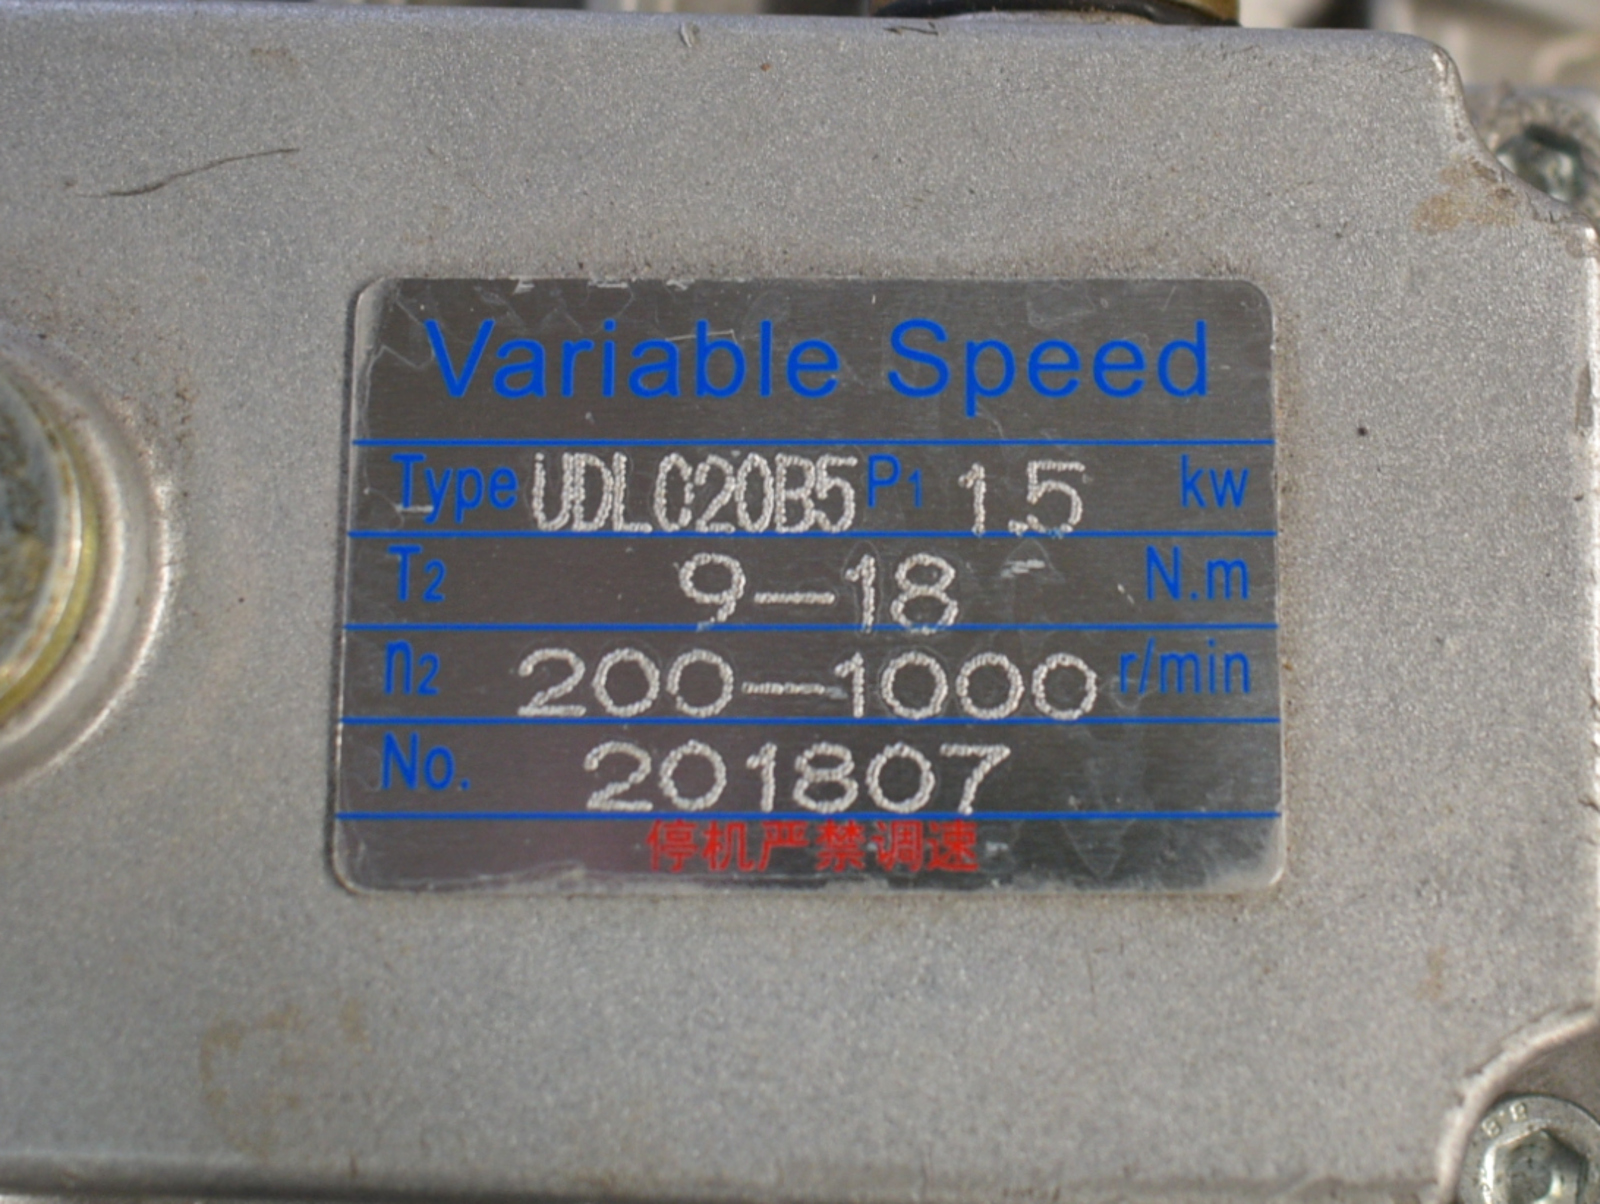 Variable Speed
Type UDL020B5 P1 1.5 kw
T2 9-18 N.m
n2 200-1000 r/min
No. 201807
停机严禁调速